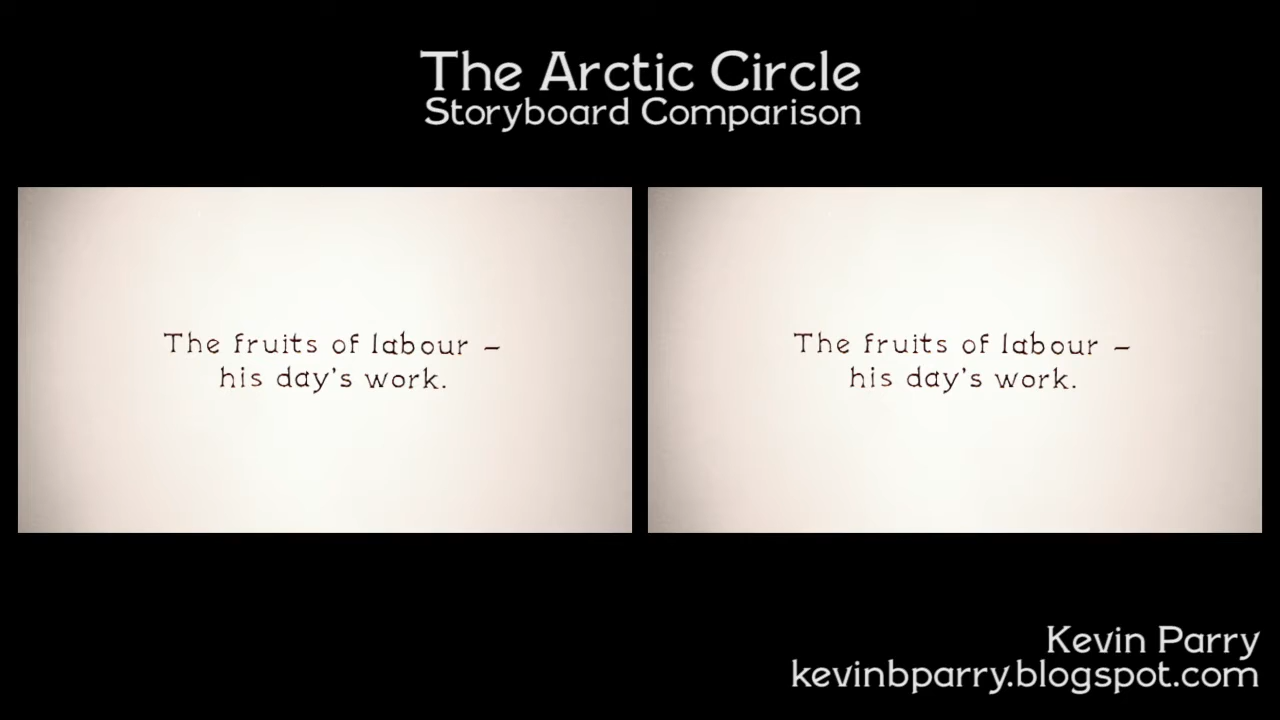 The Arctic Circle
Storyboard Comparison
The fruits of labour –
his day's work.
The fruits of labour –
his day's work.
Kevin Parry
kevinbparry.blogspot.com